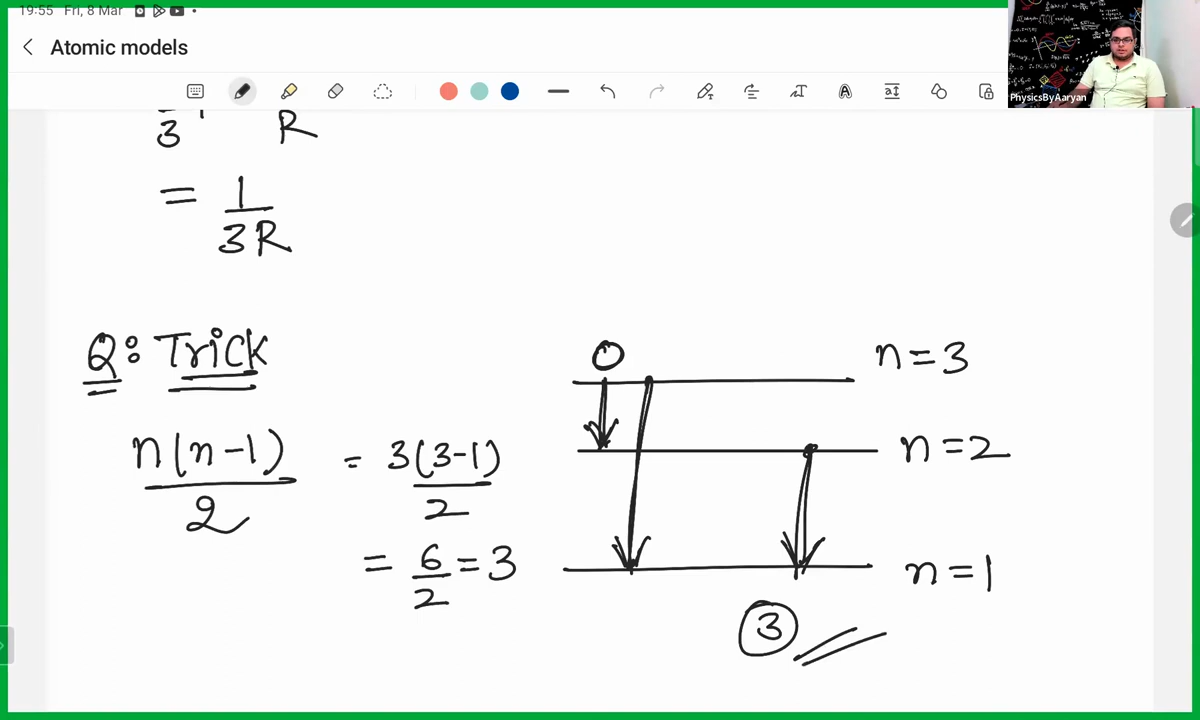 19:55 Fri, 8 Mar
Atomic models
PhysicsByAaryan
3 R
= 1/3R
Q: Trick
n(n-1)/2 = 3(3-1)/2
= 6/2 = 3
n=3
n=2
n=1
3